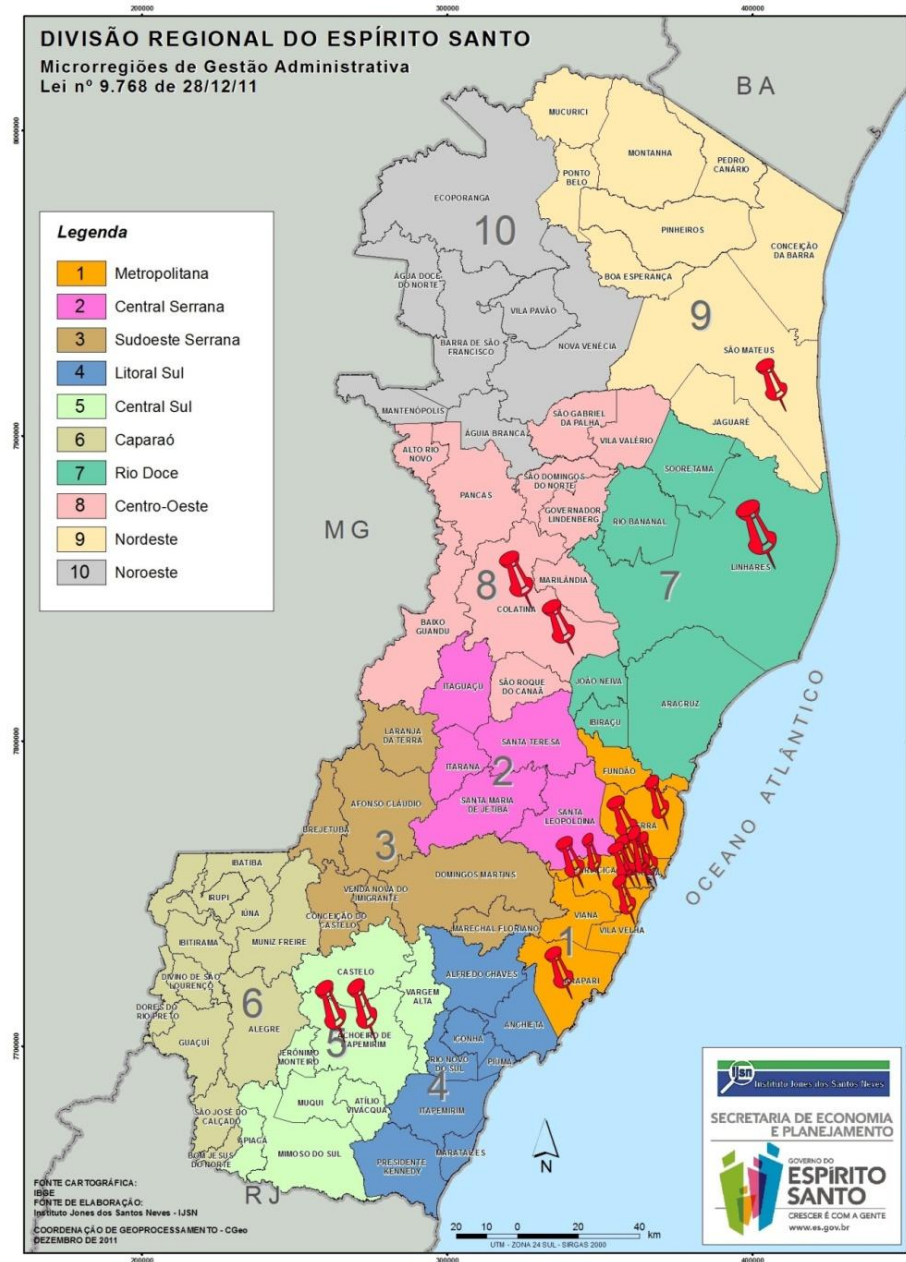 200000
300000
400000
DIVISÃO REGIONAL DO ESPÍRITO SANTO
Microrregiões de Gestão Administrativa
Lei nº 9.768 de 28/12/11
BA
8000000
8000000
MUCURICI
MONTANHA
PEDRO
CANÁRIO
PONTO
BELO
ECOPORANGA
10
PINHEIROS
CONCEIÇÃO
DA BARRA
Legenda
1 Metropolitana
2 Central Serrana
3 Sudoeste Serrana
4 Litoral Sul
5 Central Sul
6 Caparaó
7 Rio Doce
8 Centro-Oeste
9 Nordeste
10 Noroeste
ÁGUA DOCE
DO NORTE
BOA ESPERANÇA
VILA PAVÃO
9
BARRA DE SÃO
FRANCISCO
NOVA VENÉCIA
SÃO MATEUS
MANTENÓPOLIS
SÃO GABRIEL
DA PALHA
JAGUARÉ
7900000
7900000
ÁGUIA BRANCA
VILA VALÉRIO
ALTO RIO
NOVO
SOORETAMA
PANCAS
SÃO DOMINGOS
DO NORTE
GOVERNADOR
LINDENBERG
RIO BANANAL
MG
LINHARES
8
MARILÂNDIA
7
COLATINA
BAIXO
GUANDU
ITAGUAÇU
SÃO ROQUE
DO CANAÃ
JOÃO NEIVA
ARACRUZ
IBIRAÇU
OCEANO ATLÂNTICO
LARANJA
DA TERRA
SANTA TERESA
7800000
7800000
ITARANA
2
FUNDÃO
SANTA MARIA
DE JETIBÁ
AFONSO CLÁUDIO
SANTA
LEOPOLDINA
BREJETUBA
3
IBATIBA
DOMINGOS MARTINS
IRUPI
VENDA NOVA DO
IMIGRANTE
IÚNA
CONCEIÇÃO DO
CASTELO
VIANA
IBITIRAMA
MUNIZ FREIRE
MARECHAL FLORIANO
1
VILA VELHA
CASTELO
ALFREDO CHAVES
DIVINO DE SÃO
LOURENÇO
VARGEM
ALTA
DORES DO
RIO PRETO
6
ALEGRE
ANCHIETA
GUAÇUÍ
5
ICONHA
7700000
7700000
JERÔNIMO
MONTEIRO
RIO NOVO
DO SUL
PIÚMA
4
MUQUI
ATÍLIO
VIVÁCQUA
ITAPEMIRIM
SÃO JOSÉ DO
CALÇADO
APIACÁ
BOM JESUS
DO NORTE
MIMOSO DO SUL
PRESIDENTE
KENNEDY
MARATAÍZES
N
RJ
FONTE CARTOGRÁFICA:
IBGE
FONTE DE ELABORAÇÃO:
Instituto Jones dos Santos Neves - IJSN
COORDENAÇÃO DE GEOPROCESSAMENTO - CGeo
DEZEMBRO DE 2011
20 10 0 20 40
km
UTM - ZONA 24 SUL - SIRGAS 2000
ijsn
Instituto Jones dos Santos Neves
SECRETARIA DE ECONOMIA
E PLANEJAMENTO
GOVERNO DO
ESPÍRITO
SANTO
CRESCER É COM A GENTE
www.es.gov.br
200000
300000
400000